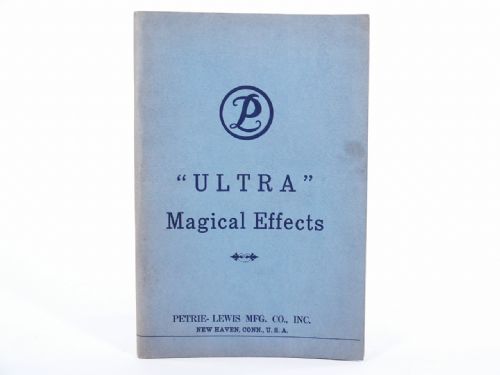 PL
"ULTRA"
Magical Effects
PETRIE-LEWIS MFG. CO., INC.
NEW HAVEN, CONN., U. S. A.